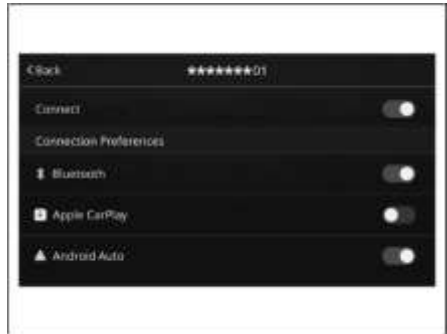 < Back
*******01
Connect
Connection Preferences
Bluetooth
Apple CarPlay
Android Auto